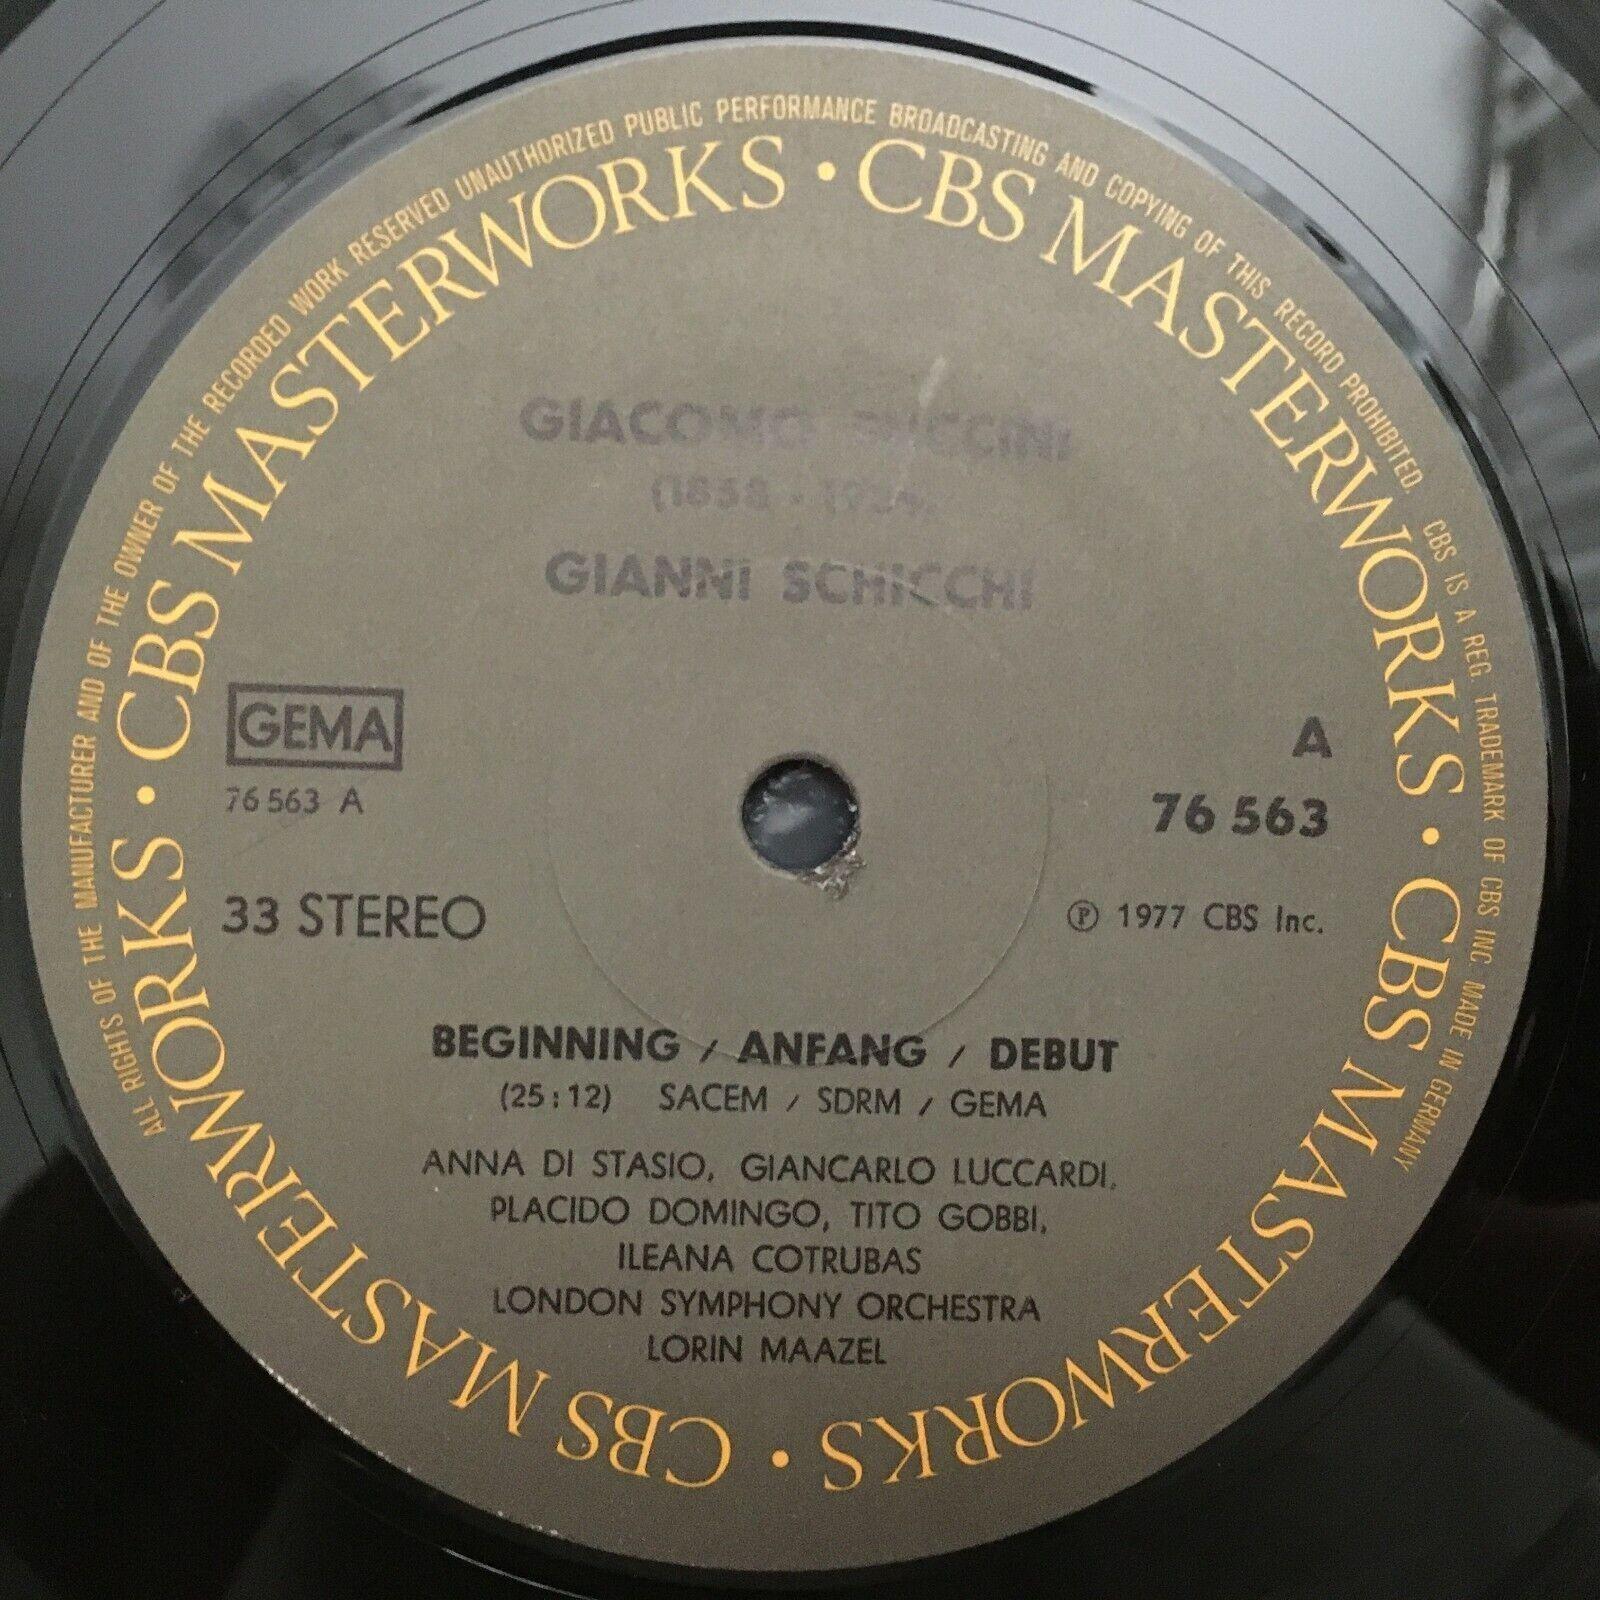 ALL RIGHTS OF THE MANUFACTURER AND OF THE OWNER OF THE RECORDED WORK RESERVED UNAUTHORIZED PUBLIC PERFORMANCE BROADCASTING AND COPYING OF THIS RECORD PROHIBITED.
CBS IS A REG. TRADEMARK OF CBS INC MADE IN GERMANY
CBS MASTERWORKS · CBS MASTERWORKS · CBS MASTERWORKS · CBS MASTERWORKS ·
GIACOMO PUCCINI
(1858 - 1924)
GIANNI SCHICCHI
GEMA
76 563 A
33 STEREO
A
76 563
℗ 1977 CBS Inc.
BEGINNING / ANFANG / DEBUT
(25:12) SACEM / SDRM / GEMA
ANNA DI STASIO, GIANCARLO LUCCARDI,
PLACIDO DOMINGO, TITO GOBBI,
ILEANA COTRUBAS
LONDON SYMPHONY ORCHESTRA
LORIN MAAZEL